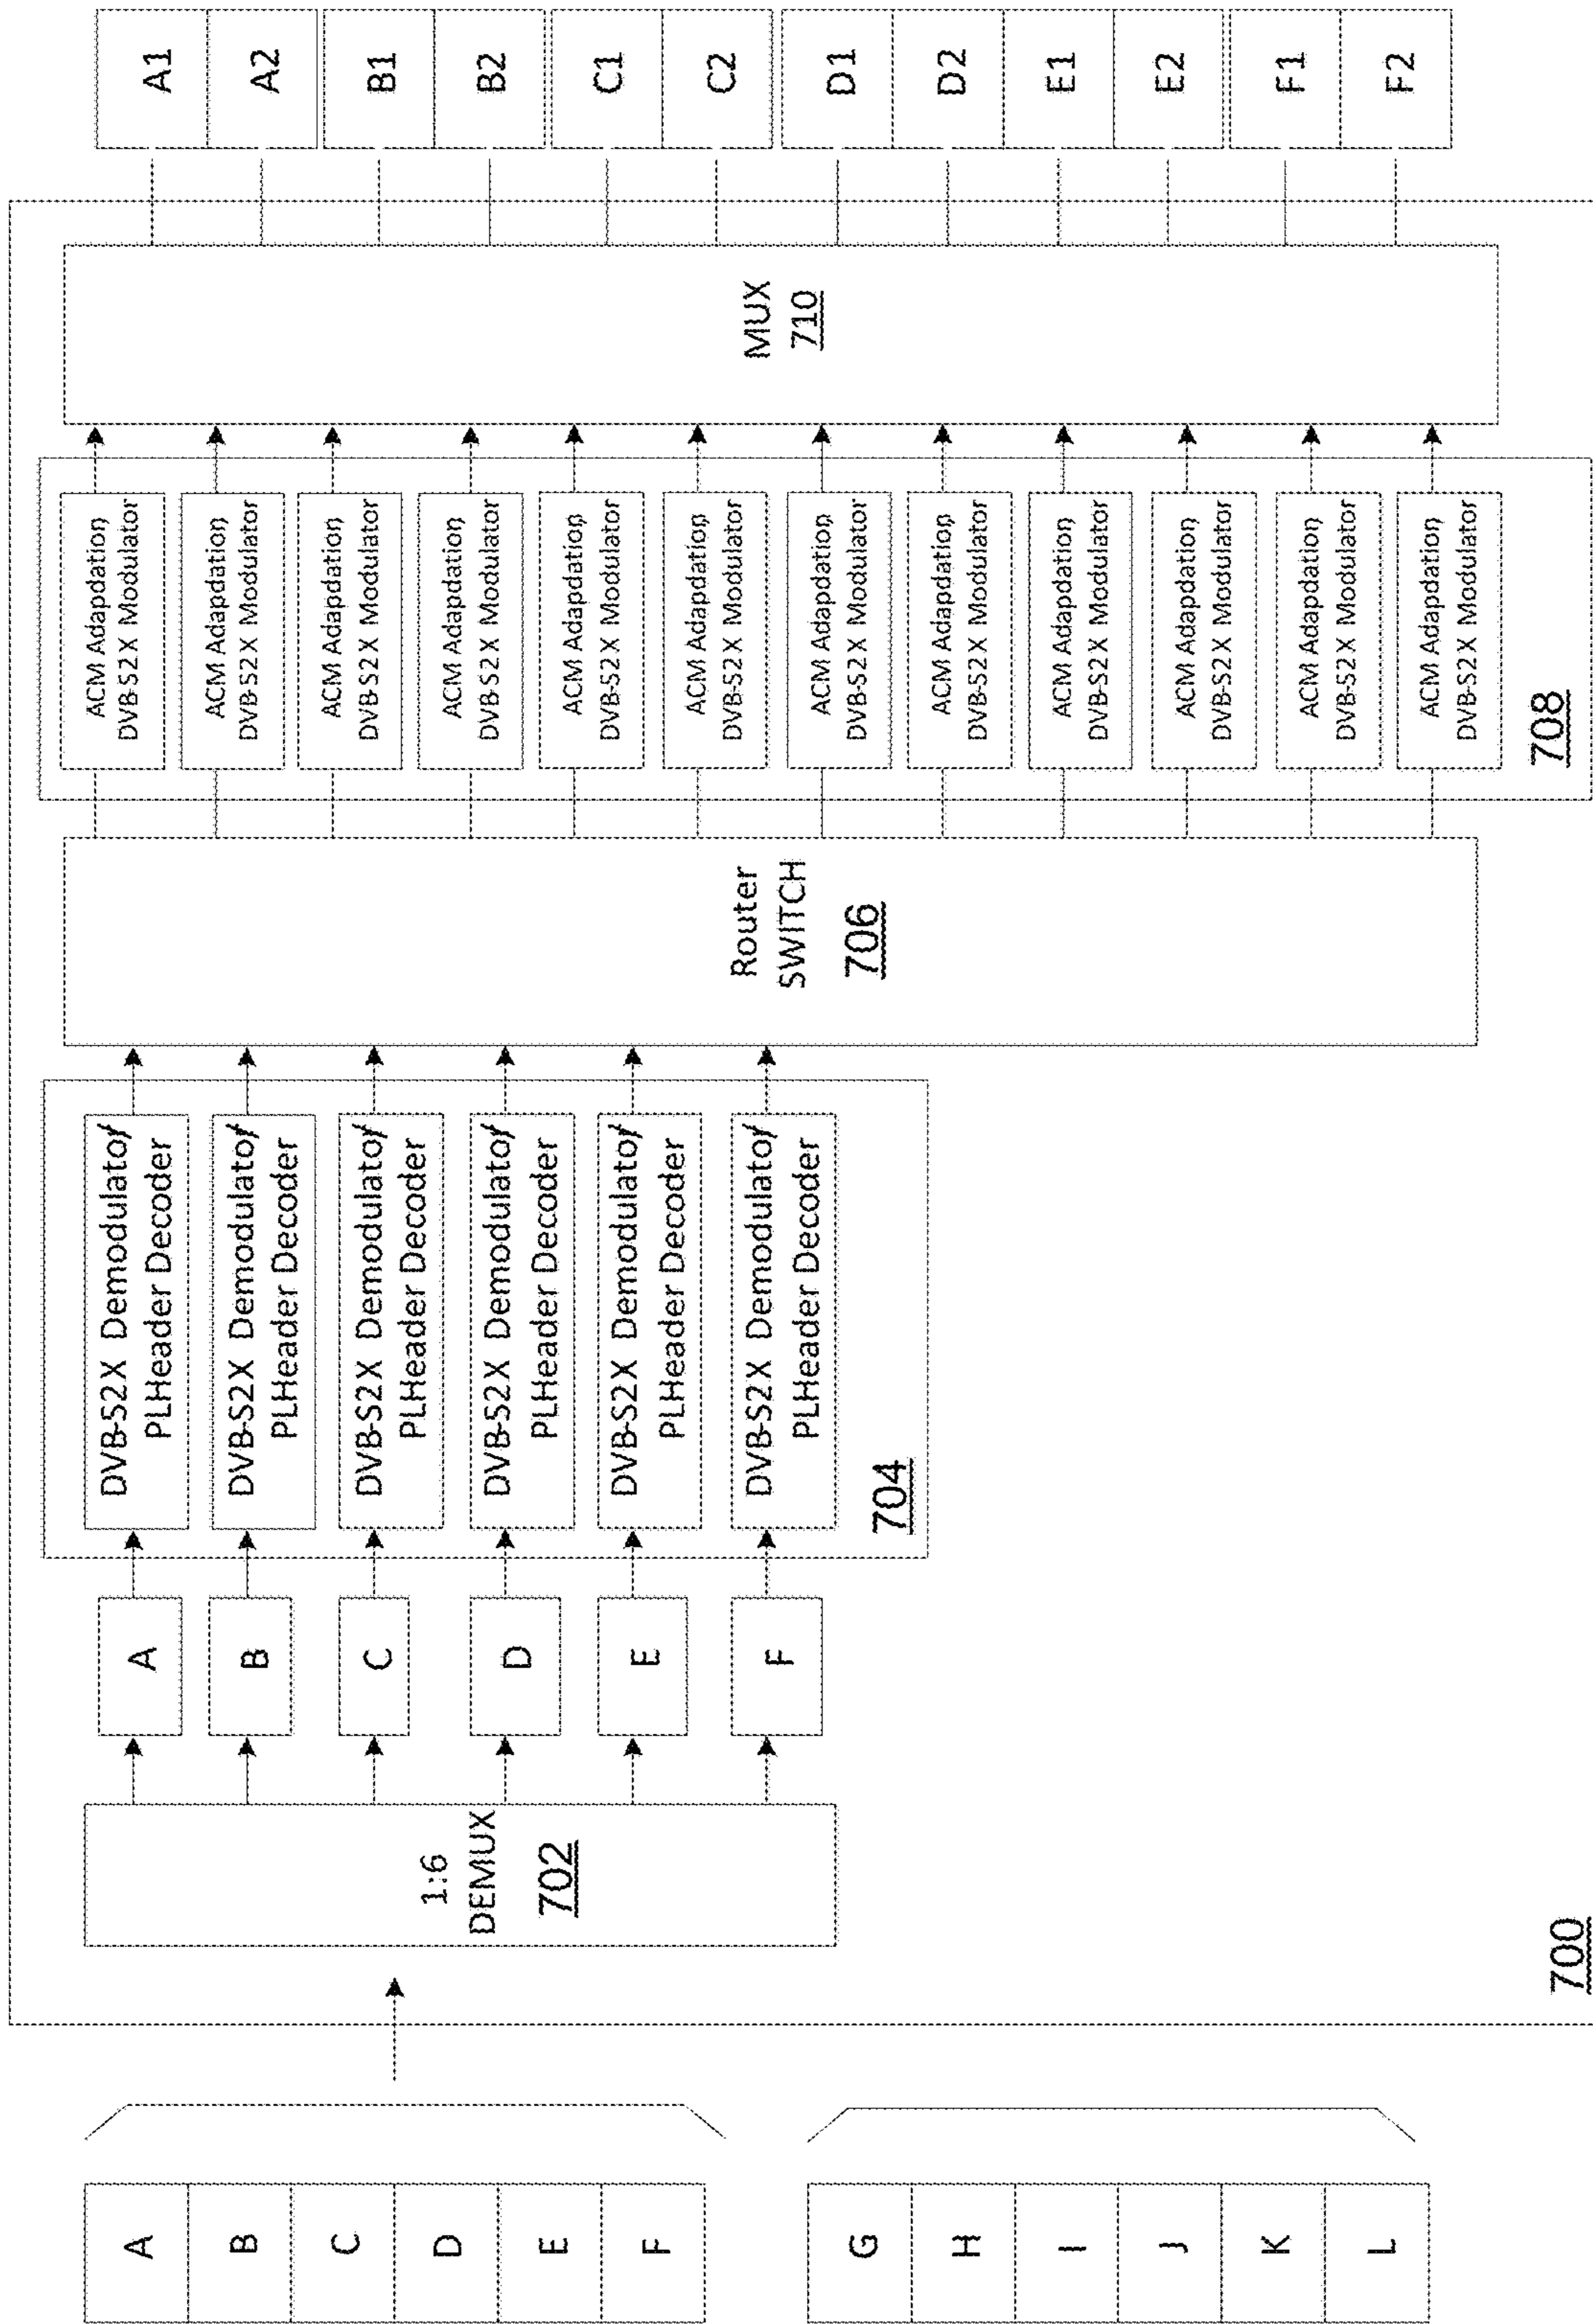 A
B
C
D
E
F
G
H
I
J
K
L
700
1:6
DEMUX
702
A
B
C
D
E
F
DVB-S2X Demodulator/
PLHeader Decoder
DVB-S2X Demodulator/
PLHeader Decoder
DVB-S2X Demodulator/
PLHeader Decoder
DVB-S2X Demodulator/
PLHeader Decoder
DVB-S2X Demodulator/
PLHeader Decoder
DVB-S2X Demodulator/
PLHeader Decoder
704
Router
SWITCH
706
ACM Adapdation
DVB-S2X Modulator
ACM Adapdation
DVB-S2X Modulator
ACM Adapdation
DVB-S2X Modulator
ACM Adapdation
DVB-S2X Modulator
ACM Adapdation
DVB-S2X Modulator
ACM Adapdation
DVB-S2X Modulator
ACM Adapdation
DVB-S2X Modulator
ACM Adapdation
DVB-S2X Modulator
ACM Adapdation
DVB-S2X Modulator
ACM Adapdation
DVB-S2X Modulator
ACM Adapdation
DVB-S2X Modulator
ACM Adapdation
DVB-S2X Modulator
708
MUX
710
A1
A2
B1
B2
C1
C2
D1
D2
E1
E2
F1
F2